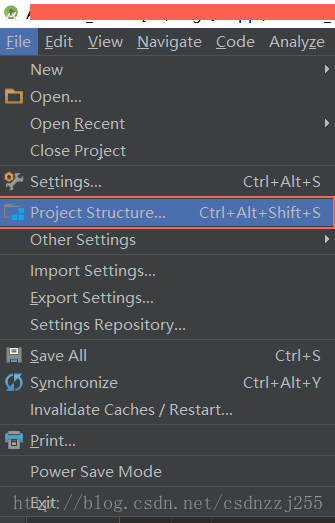 File Edit View Navigate Code Analyze
New
Open...
Open Recent
Close Project
Settings... Ctrl+Alt+S
Project Structure... Ctrl+Alt+Shift+S
Other Settings
Import Settings...
Export Settings...
Settings Repository...
Save All Ctrl+S
Synchronize Ctrl+Alt+Y
Invalidate Caches / Restart...
Print...
Power Save Mode
Exit
http://blog.csdn.net/csdnzzj255